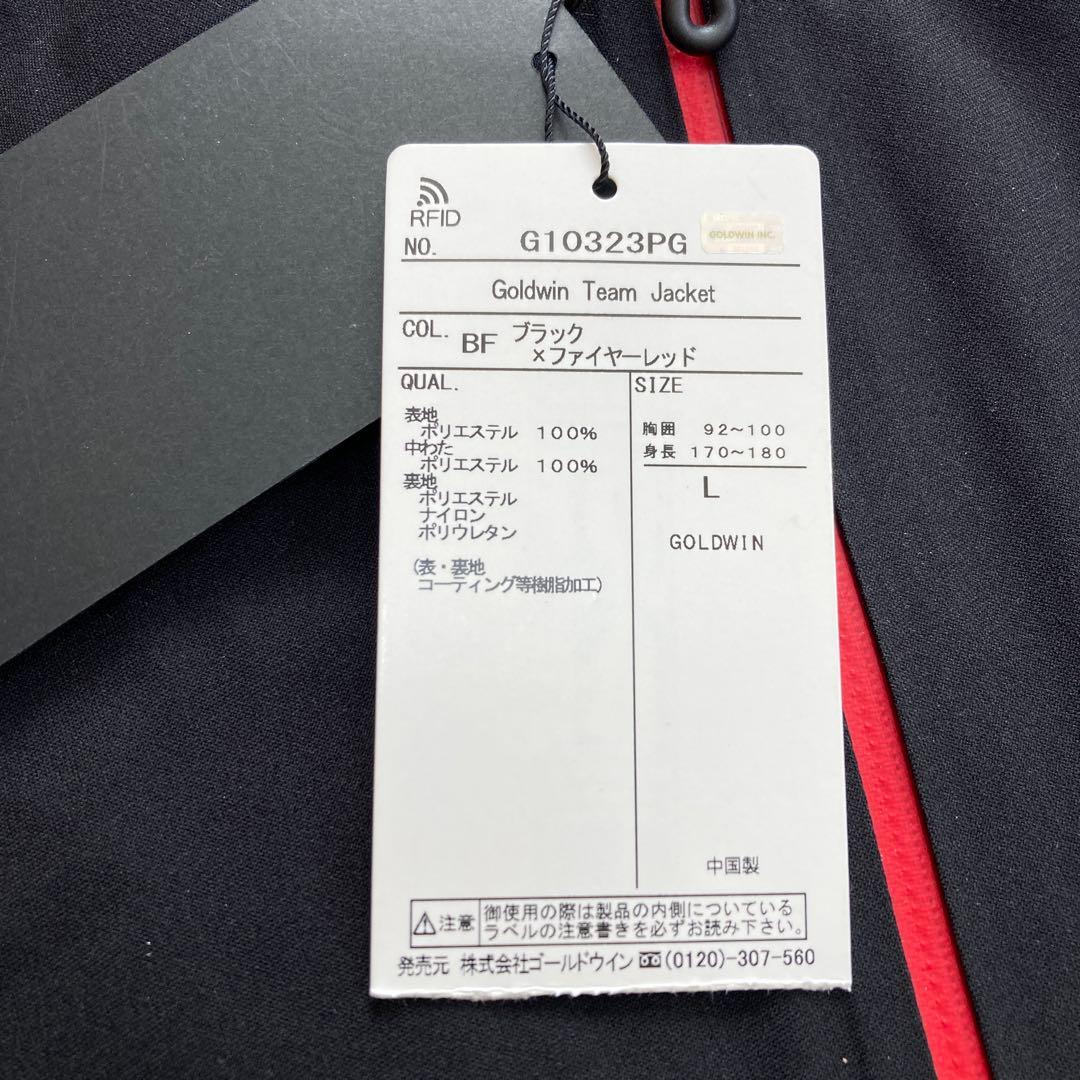 RFID
NO. G10323PG GOLDWIN INC.
Goldwin Team Jacket
COL. BF ブラック
×ファイヤーレッド
QUAL.
表地
ポリエステル 100%
中わた
ポリエステル 100%
裏地
ポリエステル
ナイロン
ポリウレタン
(表・裏地
コーティング等樹脂加工)
SIZE
胸囲 92～100
身長 170～180
L
GOLDWIN
中国製
注意 御使用の際は製品の内側についている
ラベルの注意書きを必ずお読み下さい。
発売元 株式会社ゴールドウイン (0120)-307-560